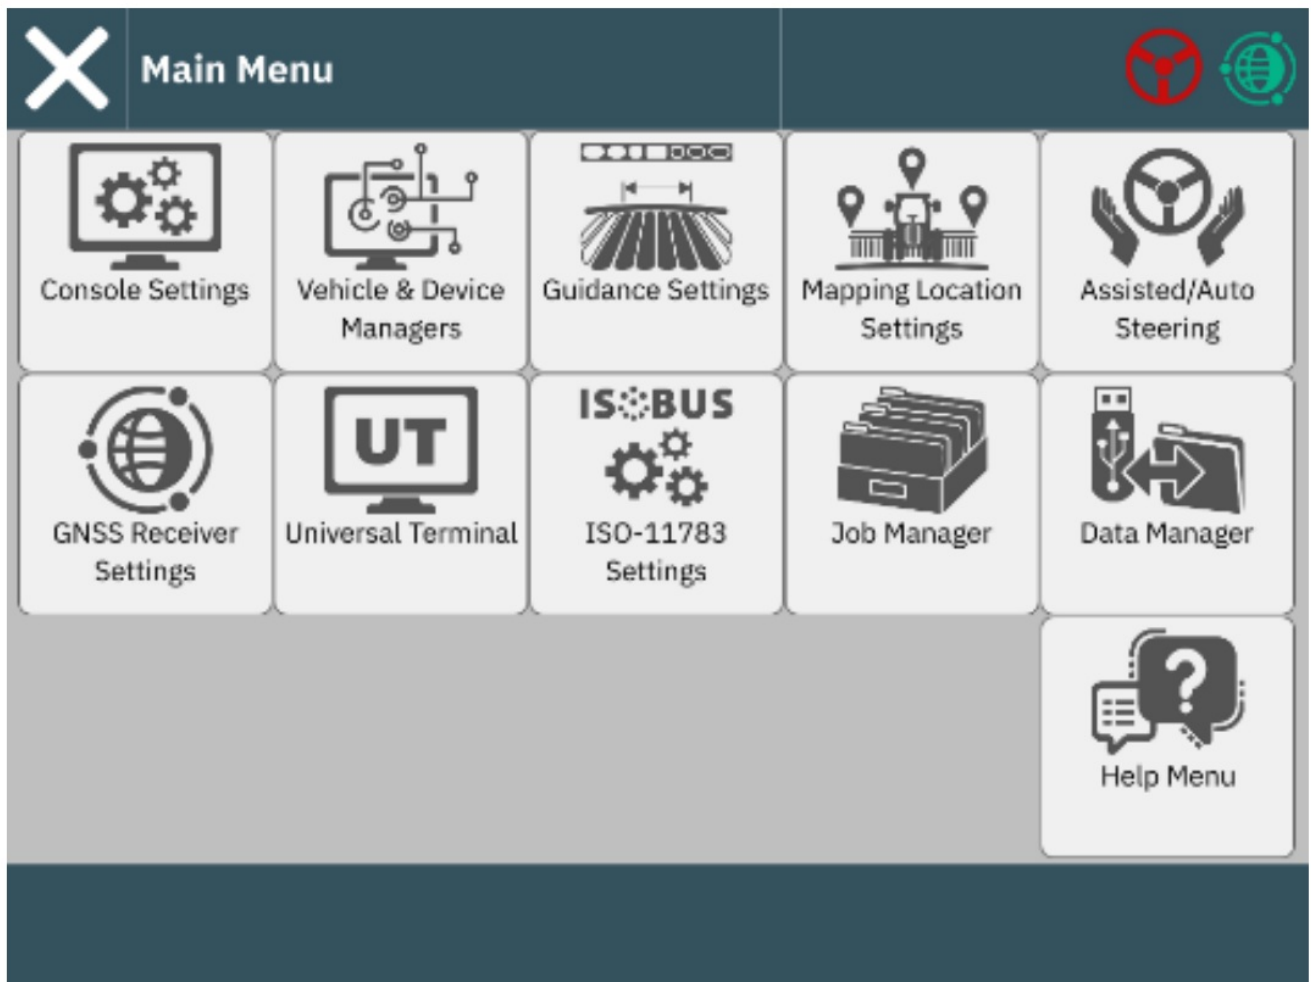 Main Menu
Console Settings
Vehicle & Device
Managers
Guidance Settings
Mapping Location
Settings
Assisted/Auto
Steering
GNSS Receiver
Settings
UT
Universal Terminal
ISOBUS
ISO-11783
Settings
Job Manager
Data Manager
?
Help Menu